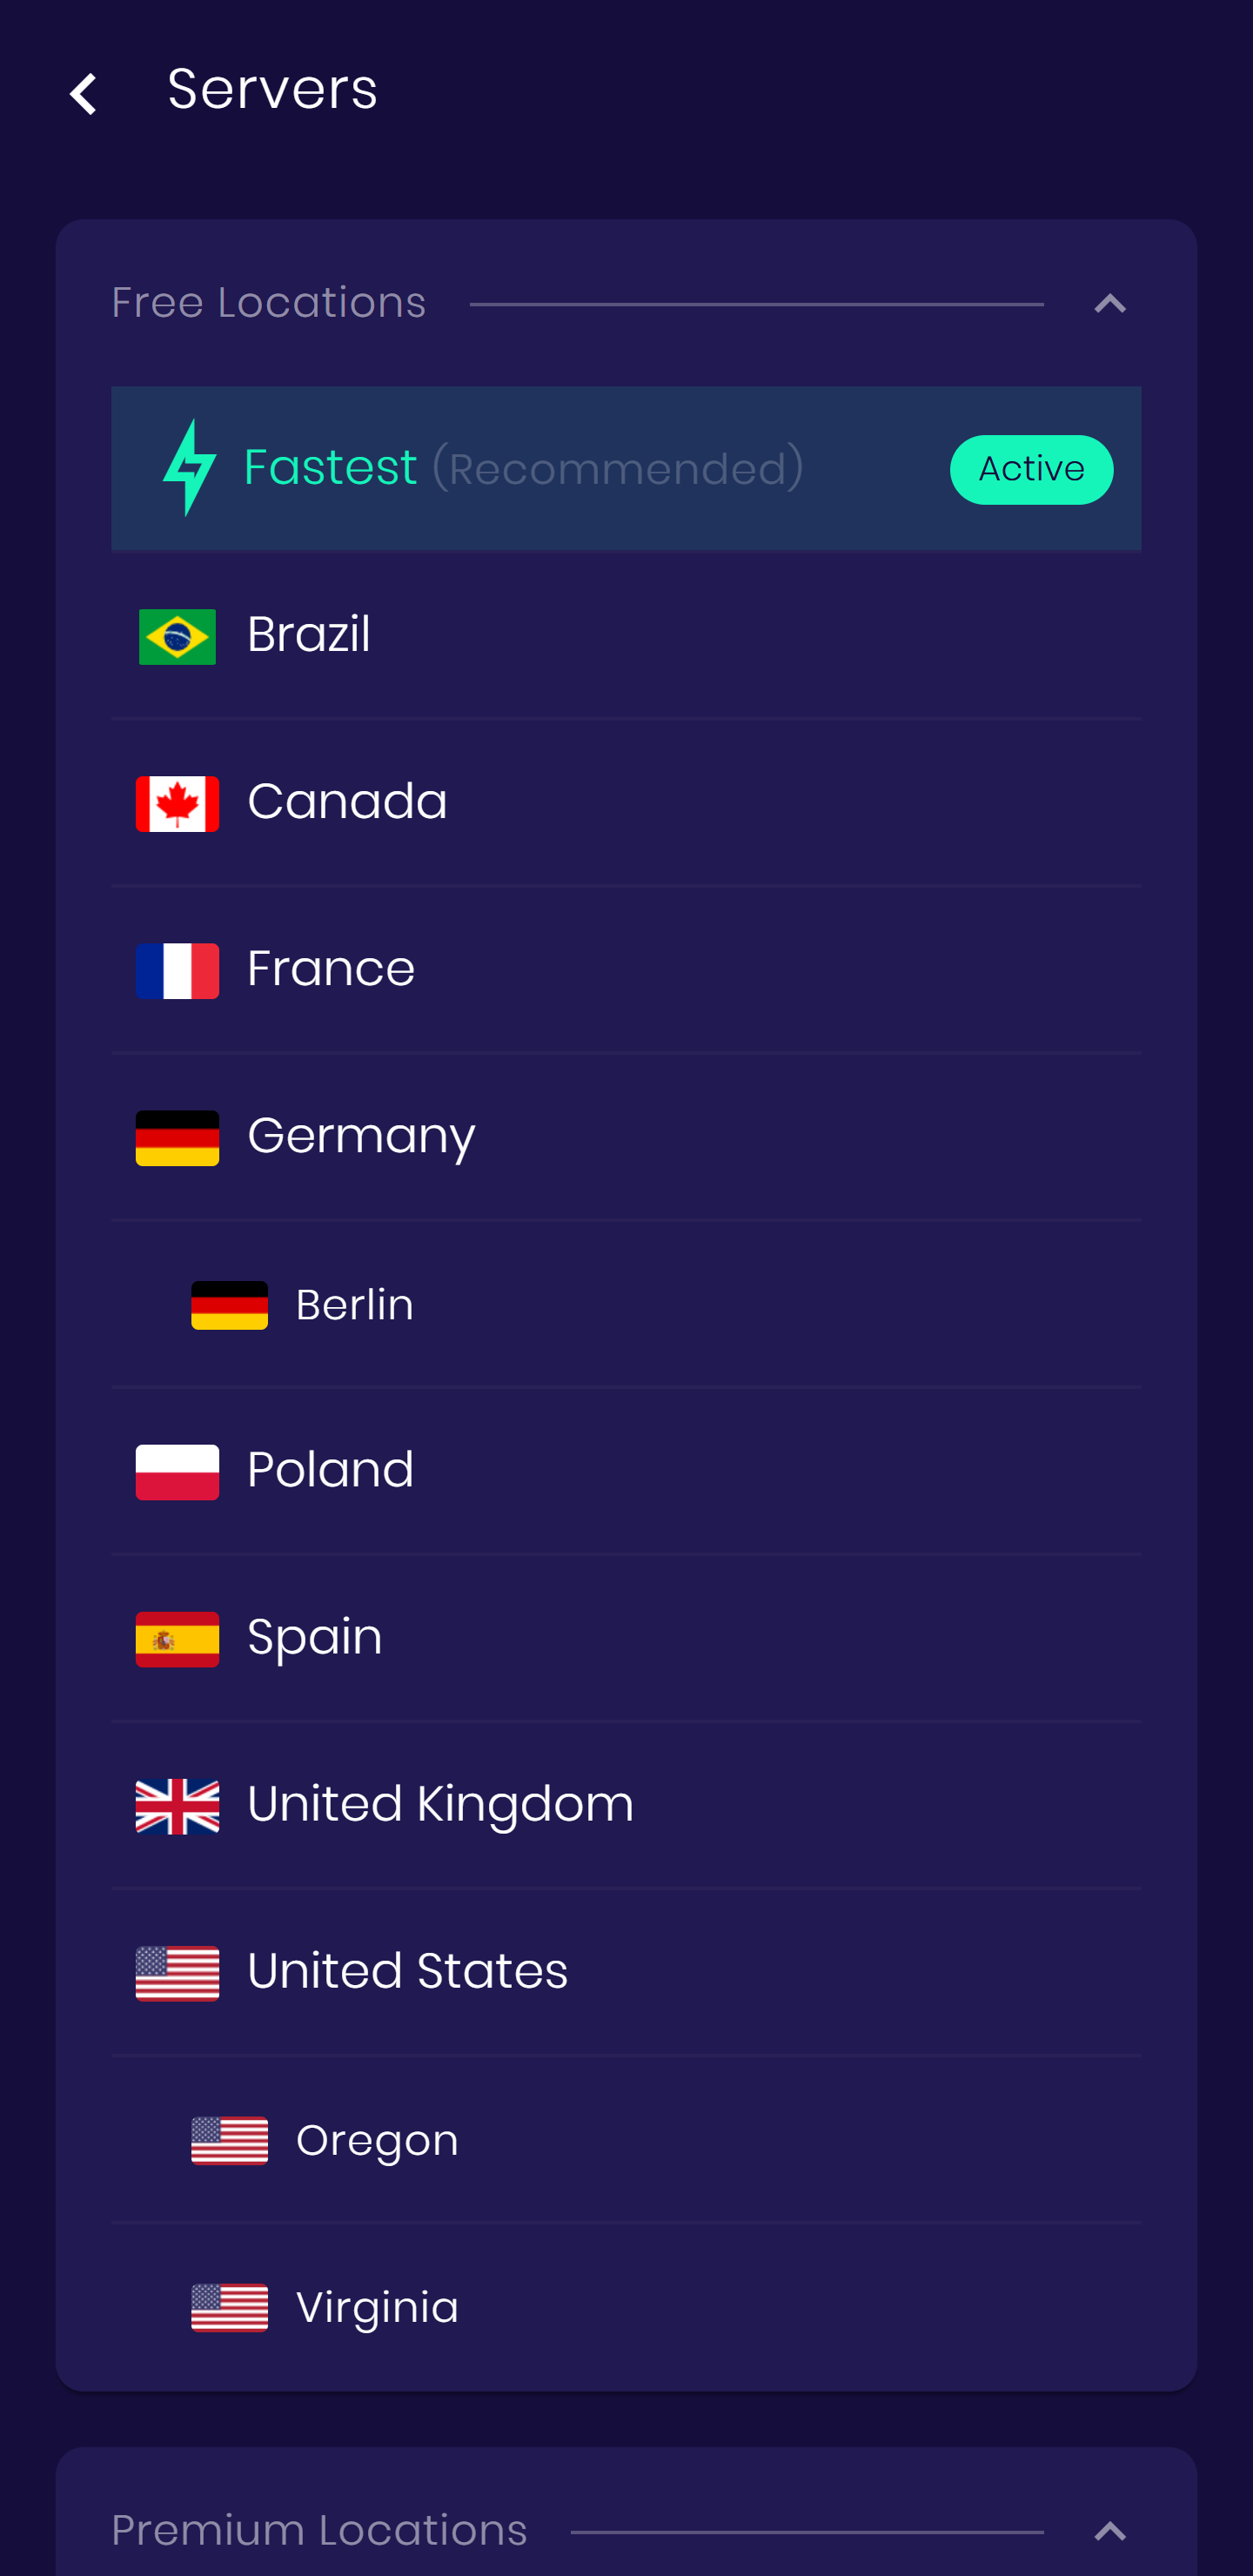 Servers
Free Locations
Fastest (Recommended) Active
Brazil
Canada
France
Germany
Berlin
Poland
Spain
United Kingdom
United States
Oregon
Virginia
Premium Locations